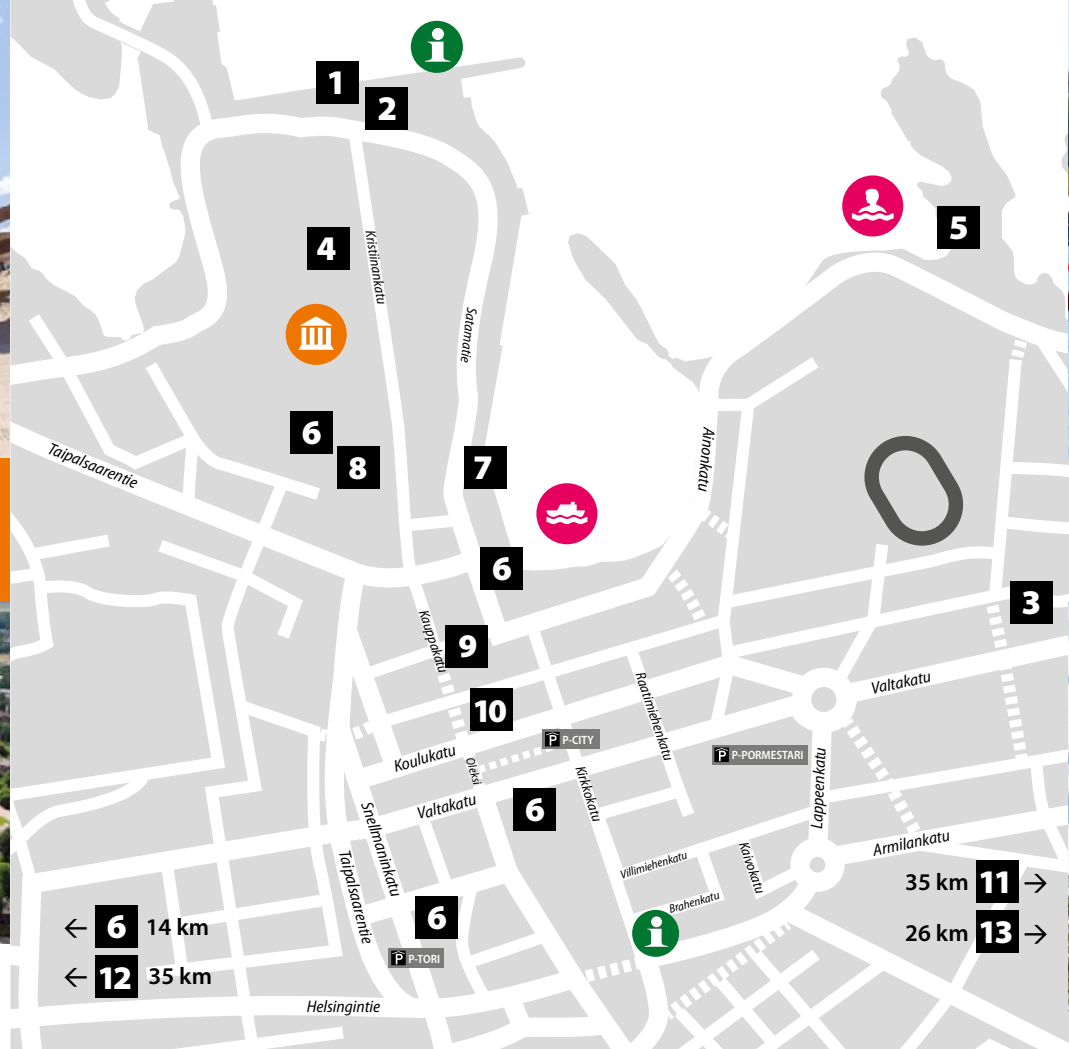 1
2
4
5
Kristiinankatu
Satamatie
6
8
7
Taipalsaarentie
Ainonkatu
6
3
Kauppakatu
9
10
Raatimiehenkatu
Valtakatu
P P-CITY
P P-PORMESTARI
Koulukatu
Oleksi
Kirkkokatu
Lappeenkatu
Valtakatu
6
Snellmaninkatu
Taipalsaarentie
Villimiehenkatu
Kaivokatu
Armilankatu
Brahenkatu
35 km 11 →
26 km 13 →
← 6 14 km
← 12 35 km
6
P P-TORI
Helsingintie